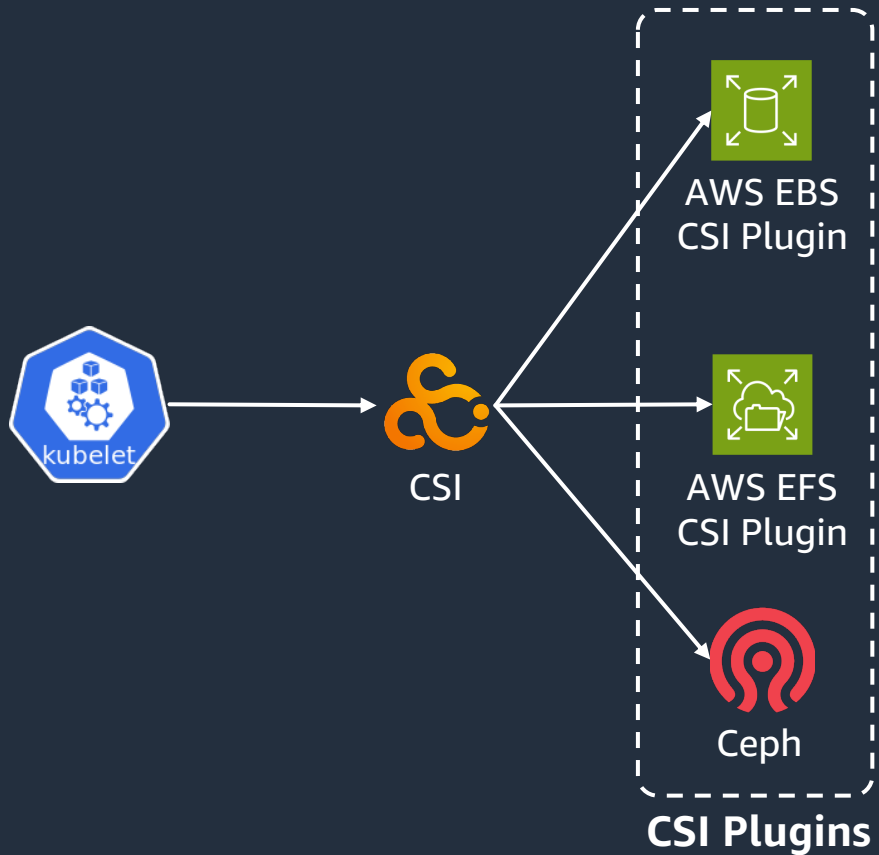 kubelet
CSI
AWS EBS
CSI Plugin
AWS EFS
CSI Plugin
Ceph
CSI Plugins